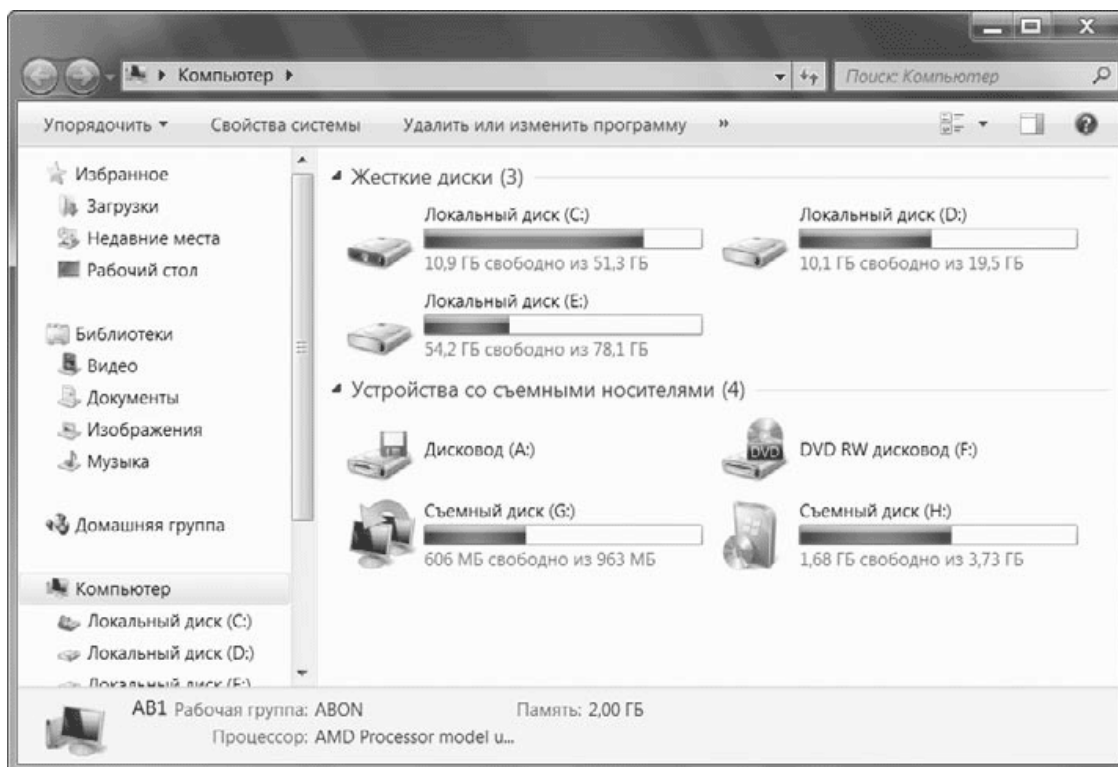 Компьютер
Поиск: Компьютер
Упорядочить
Свойства системы
Удалить или изменить программу
»
Избранное
Загрузки
Недавние места
Рабочий стол
Библиотеки
Видео
Документы
Изображения
Музыка
Домашняя группа
Компьютер
Локальный диск (C:)
Локальный диск (D:)
Локальный диск (E:)
Жесткие диски (3)
Локальный диск (C:)
10,9 ГБ свободно из 51,3 ГБ
Локальный диск (D:)
10,1 ГБ свободно из 19,5 ГБ
Локальный диск (E:)
54,2 ГБ свободно из 78,1 ГБ
Устройства со съемными носителями (4)
Дисковод (A:)
DVD RW дисковод (F:)
DVD
Съемный диск (G:)
606 МБ свободно из 963 МБ
Съемный диск (H:)
1,68 ГБ свободно из 3,73 ГБ
AB1 Рабочая группа: ABON Память: 2,00 ГБ
Процессор: AMD Processor model u...